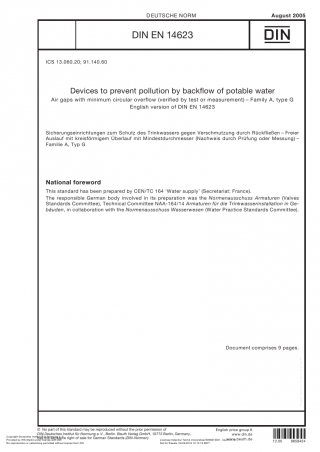 DEUTSCHE NORM
August 2005
DIN EN 14623
DIN
ICS 13.060.20; 91.140.60
Devices to prevent pollution by backflow of potable water
Air gaps with minimum circular overflow (verified by test or measurement) – Family A, type G
English version of DIN EN 14623
Sicherungseinrichtungen zum Schutz des Trinkwassers gegen Verschmutzung durch Rückfließen – Freier
Auslauf mit kreisförmigem Überlauf mit Mindestdurchmesser (Nachweis durch Prüfung oder Messung) –
Familie A, Typ G
National foreword
This standard has been prepared by CEN/TC 164 'Water supply' (Secretariat: France).
The responsible German body involved in its preparation was the Normenausschuss Armaturen (Valves
Standards Committee), Technical Committee NAA-164/14 Armaturen für die Trinkwasserinstallation in Ge-
bäuden, in collaboration with the Normenausschuss Wasserwesen (Water Practice Standards Committee).
Document comprises 9 pages.
© No part of this standard may be reproduced without the prior permission of
DIN Deutsches Institut für Normung e.V., Berlin. Beuth Verlag GmbH, 10772 Berlin, Germany,
has the exclusive right of sale for German Standards (DIN-Normen).
English price group 8
www.din.de
www.beuth.de